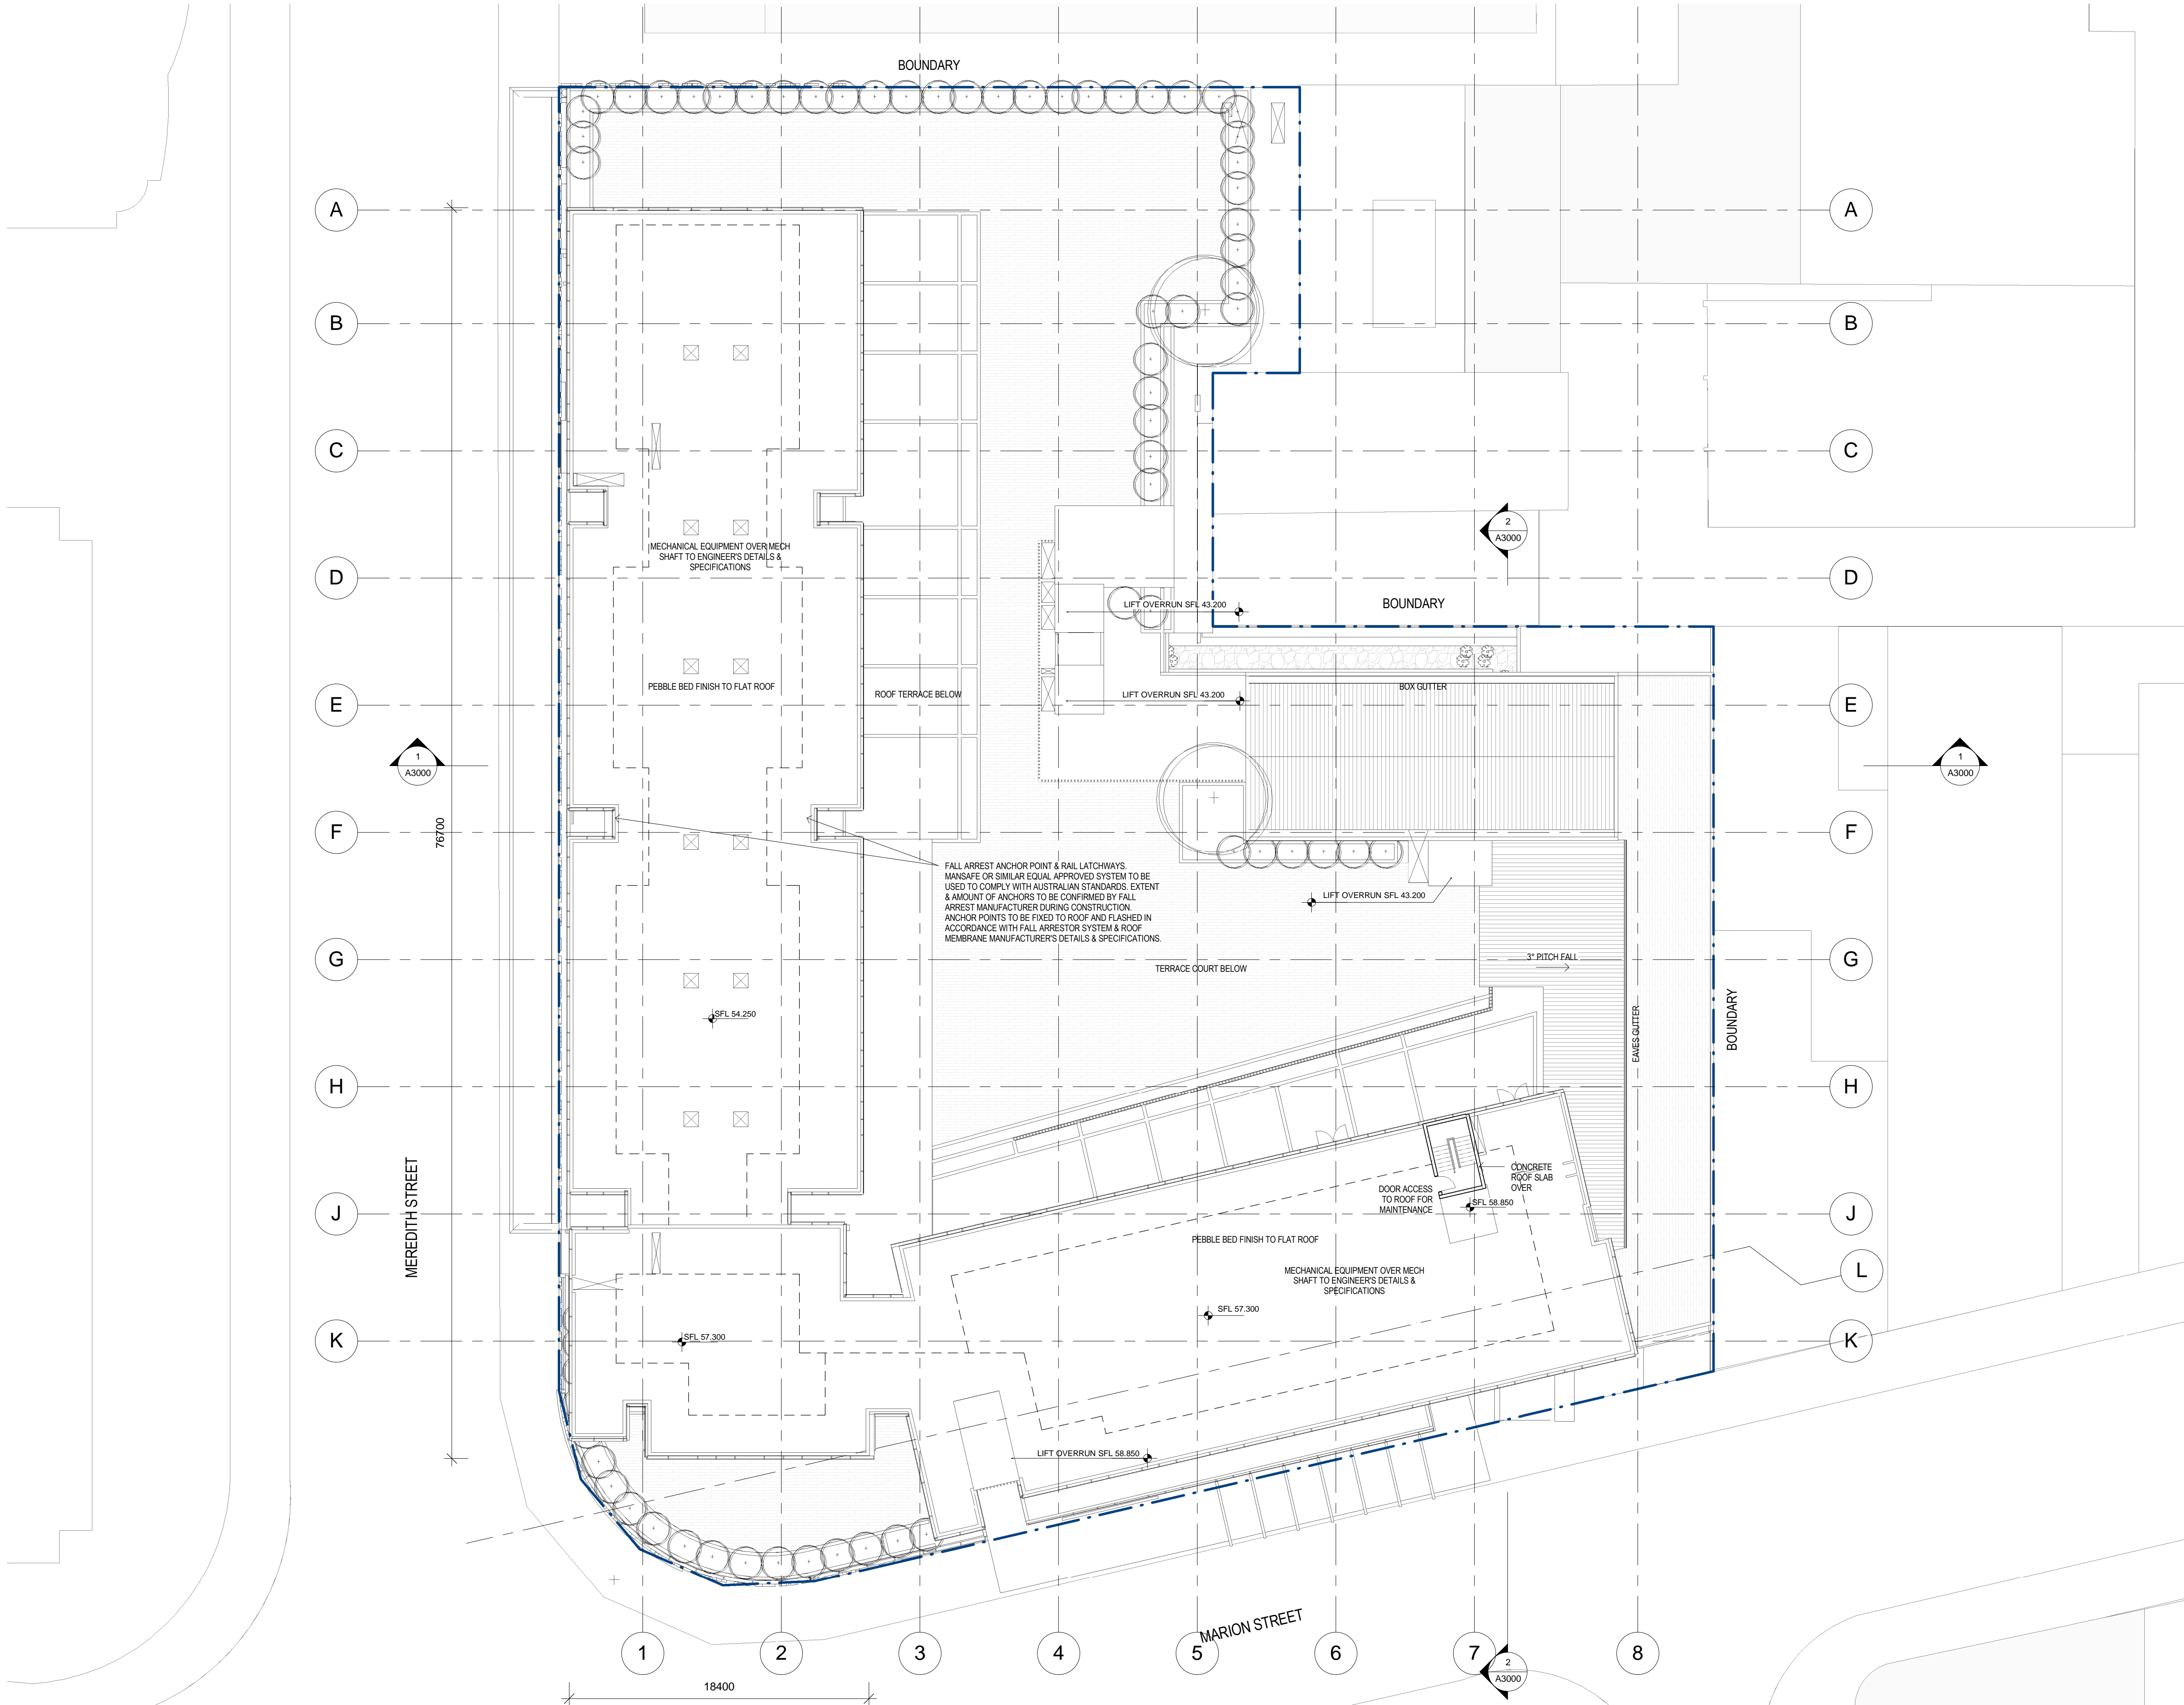 BOUNDARY
A
A
B
B
C
C
2
A3000
MECHANICAL EQUIPMENT OVER MECH
SHAFT TO ENGINEER'S DETAILS &
SPECIFICATIONS
D
D
LIFT OVERRUN SFL 43.200
BOUNDARY
PEBBLE BED FINISH TO FLAT ROOF
ROOF TERRACE BELOW
LIFT OVERRUN SFL 43.200
BOX GUTTER
E
E
1
A3000
1
A3000
76700
F
F
FALL ARREST ANCHOR POINT & RAIL LATCHWAYS.
MANSAFE OR SIMILAR EQUAL APPROVED SYSTEM TO BE
USED TO COMPLY WITH AUSTRALIAN STANDARDS. EXTENT
& AMOUNT OF ANCHORS TO BE CONFIRMED BY FALL
ARREST MANUFACTURER DURING CONSTRUCTION.
ANCHOR POINTS TO BE FIXED TO ROOF AND FLASHED IN
ACCORDANCE WITH FALL ARRESTOR SYSTEM & ROOF
MEMBRANE MANUFACTURER'S DETAILS & SPECIFICATIONS.
LIFT OVERRUN SFL 43.200
G
G
3° PITCH FALL
TERRACE COURT BELOW
SFL 54.250
EAVES GUTTER
BOUNDARY
H
H
MEREDITH STREET
CONCRETE
ROOF SLAB
OVER
DOOR ACCESS
TO ROOF FOR
MAINTENANCE
SFL 58.850
J
J
PEBBLE BED FINISH TO FLAT ROOF
MECHANICAL EQUIPMENT OVER MECH
SHAFT TO ENGINEER'S DETAILS &
SPECIFICATIONS
L
SFL 57.300
SFL 57.300
K
K
LIFT OVERRUN SFL 58.850
MARION STREET
1
2
3
4
5
6
7
8
2
A3000
18400